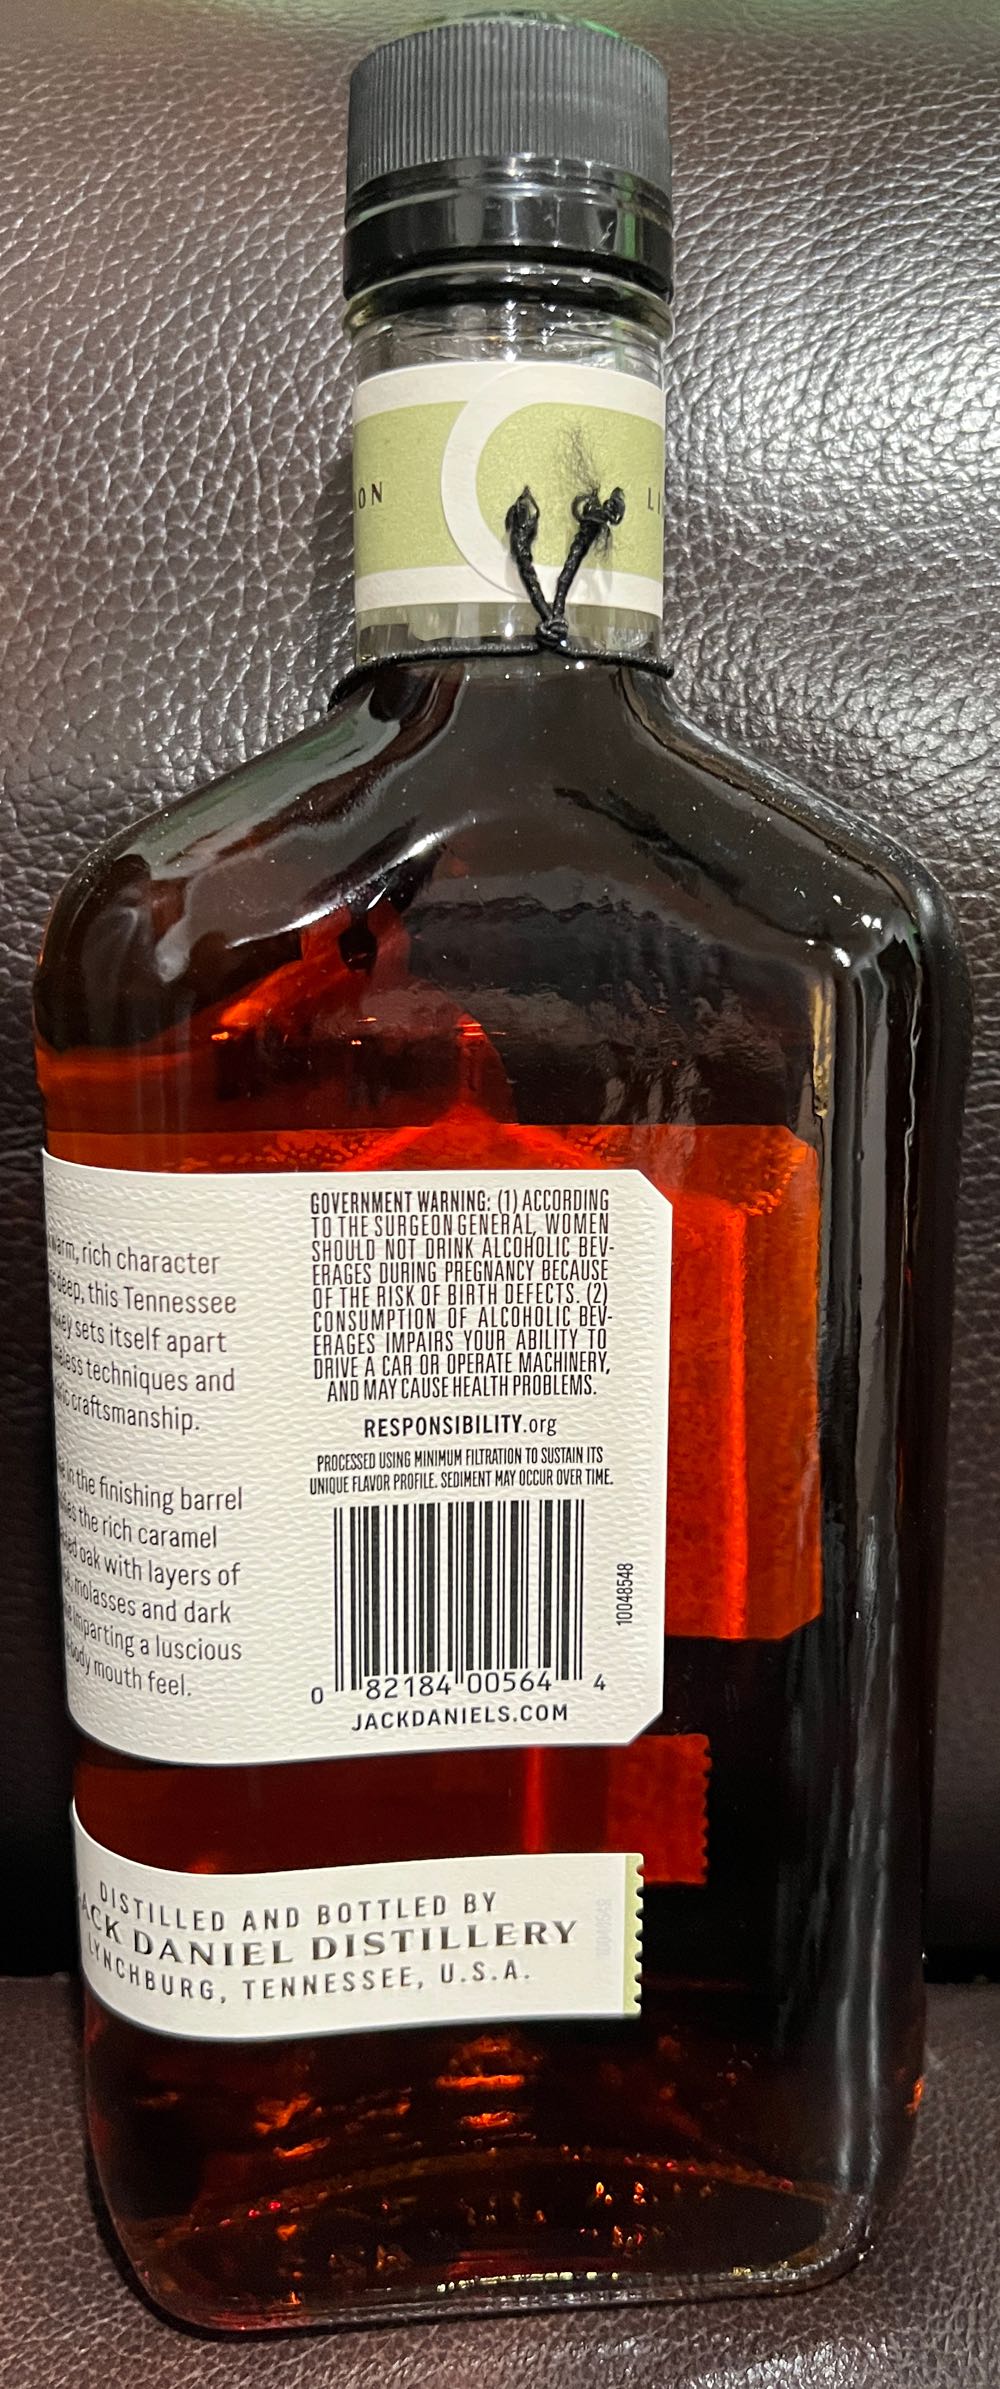 ON
LI
warm, rich character
deep, this Tennessee
sets itself apart
techniques and
craftsmanship.
in the finishing barrel
the rich caramel
oak with layers of
molasses and dark
imparting a luscious
body mouth feel.
GOVERNMENT WARNING: (1) ACCORDING
TO THE SURGEON GENERAL, WOMEN
SHOULD NOT DRINK ALCOHOLIC BEV-
ERAGES DURING PREGNANCY BECAUSE
OF THE RISK OF BIRTH DEFECTS. (2)
CONSUMPTION OF ALCOHOLIC BEV-
ERAGES IMPAIRS YOUR ABILITY TO
DRIVE A CAR OR OPERATE MACHINERY,
AND MAY CAUSE HEALTH PROBLEMS.
RESPONSIBILITY.org
PROCESSED USING MINIMUM FILTRATION TO SUSTAIN ITS
UNIQUE FLAVOR PROFILE. SEDIMENT MAY OCCUR OVER TIME.
10048548
0 82184 00564 4
JACKDANIELS.COM
DISTILLED AND BOTTLED BY
JACK DANIEL DISTILLERY
LYNCHBURG, TENNESSEE, U.S.A.